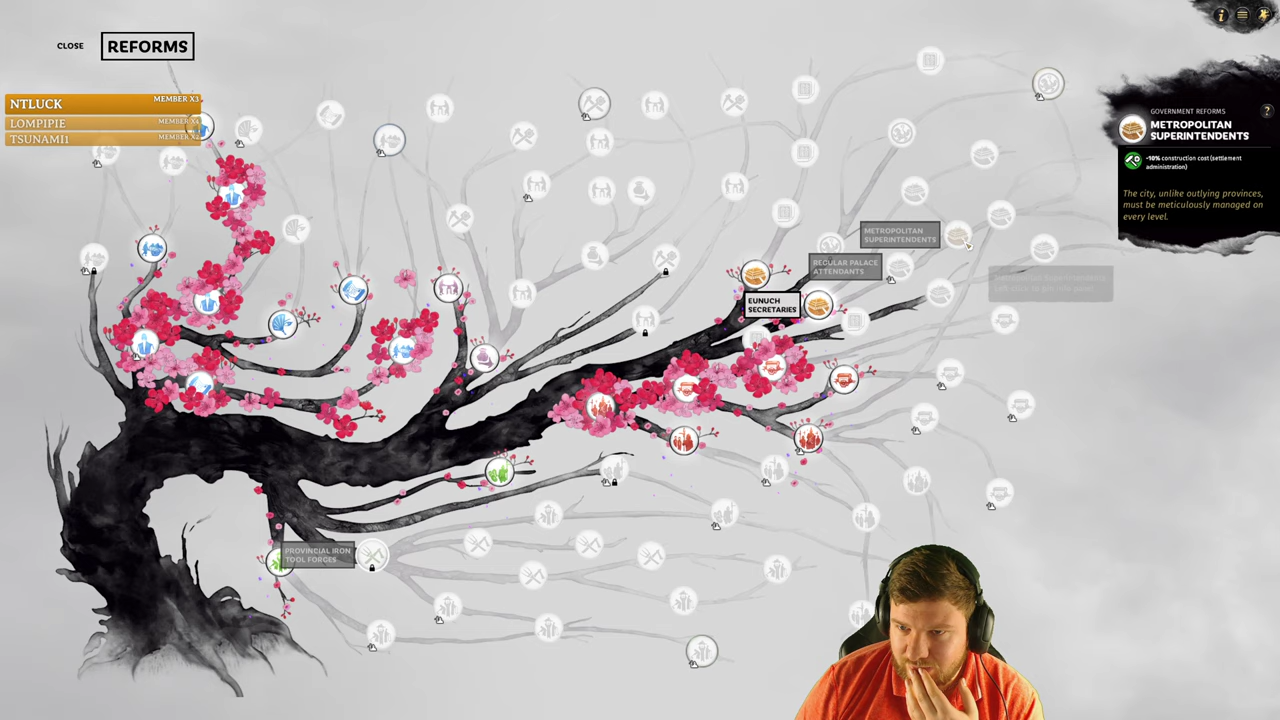 CLOSE
REFORMS
NTLUCK
MEMBER X3
LOMPIPIE
TSUNAMI1
GOVERNMENT REFORMS
?
METROPOLITAN
SUPERINTENDENTS
-10% construction cost (settlement
administration)
The city, unlike outlying provinces,
must be meticulously managed on
every level.
METROPOLITAN
SUPERINTENDENTS
REGULAR PALACE
ATTENDANTS
EUNUCH
SECRETARIES
PROVINCIAL IRON
TOOL FORGES